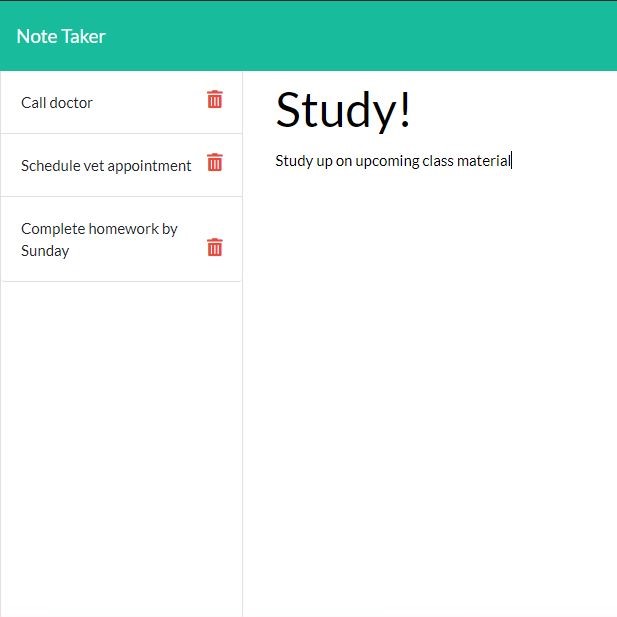 Note Taker
Call doctor
Schedule vet appointment
Complete homework by
Sunday
Study!
Study up on upcoming class material